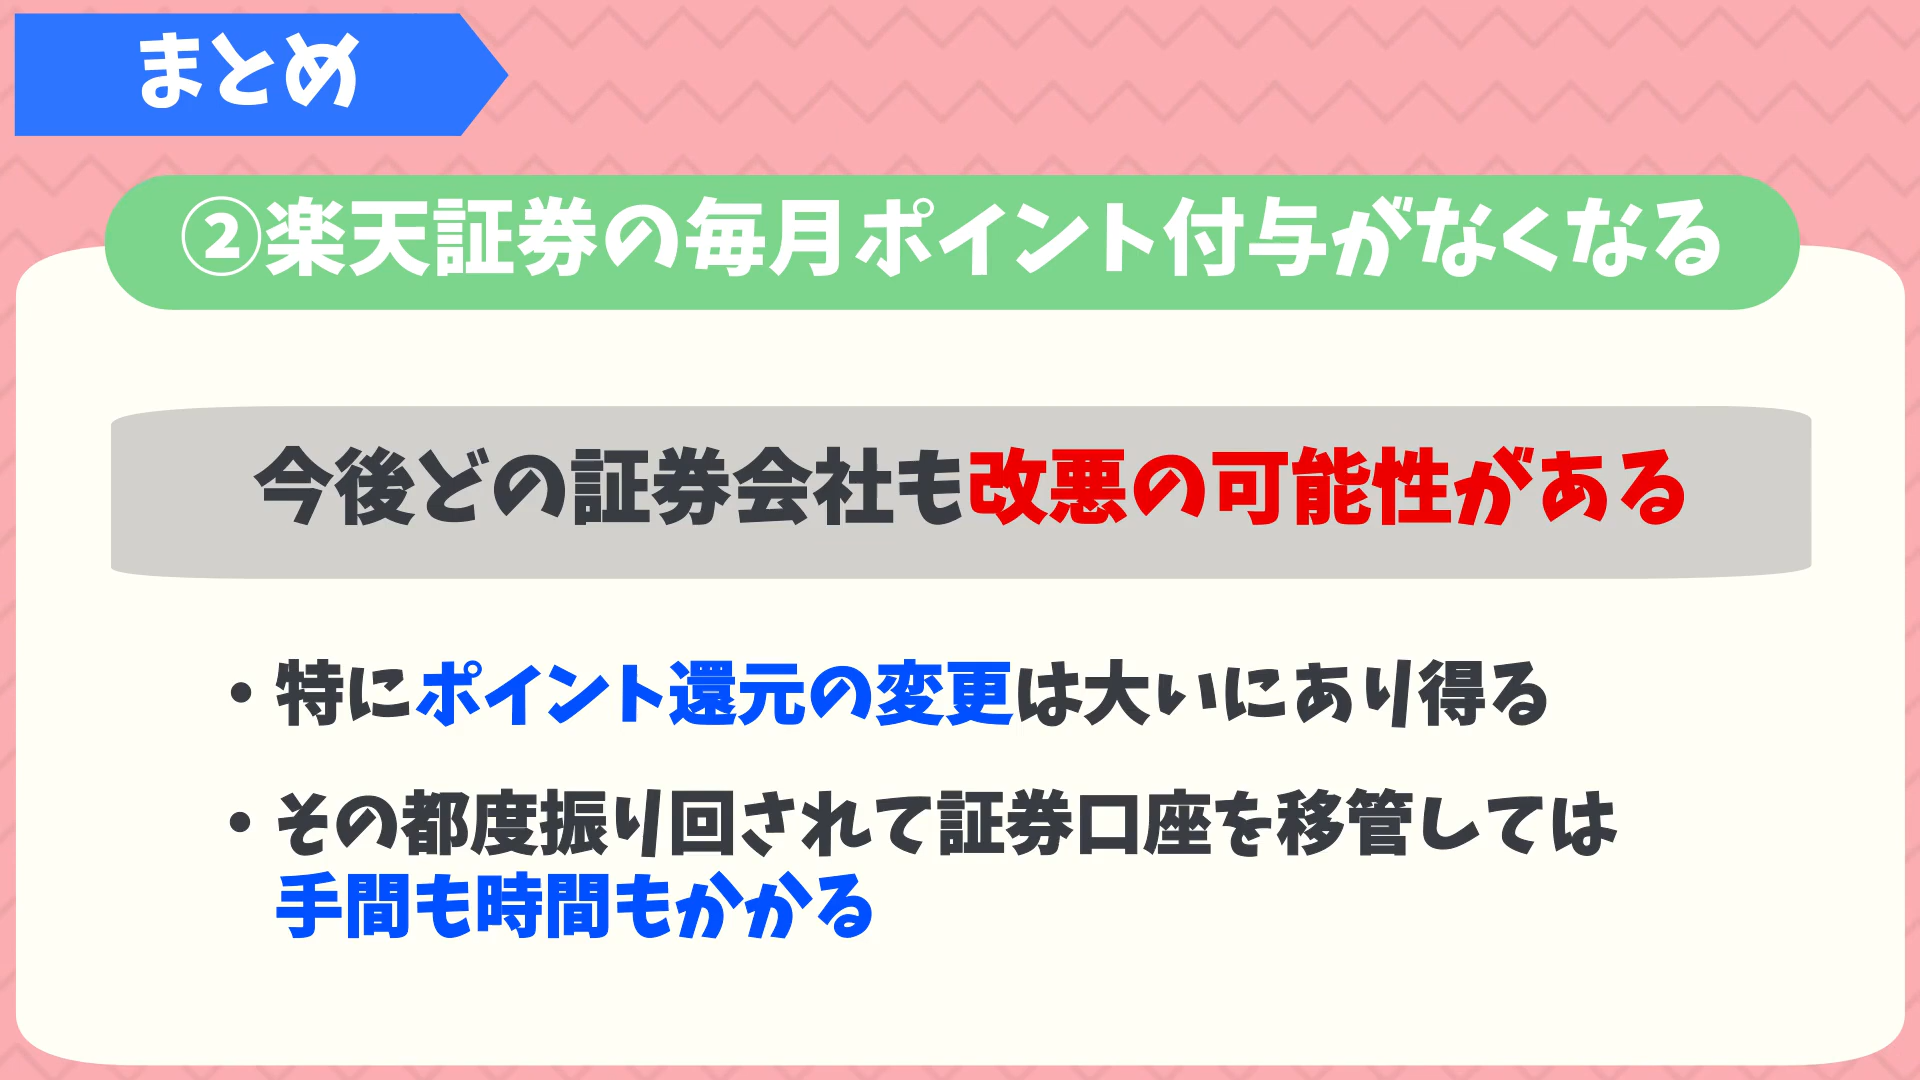 まとめ
②楽天証券の毎月ポイント付与がなくなる
今後どの証券会社も改悪の可能性がある
・特にポイント還元の変更は大いにあり得る
・その都度振り回されて証券口座を移管しては
手間も時間もかかる